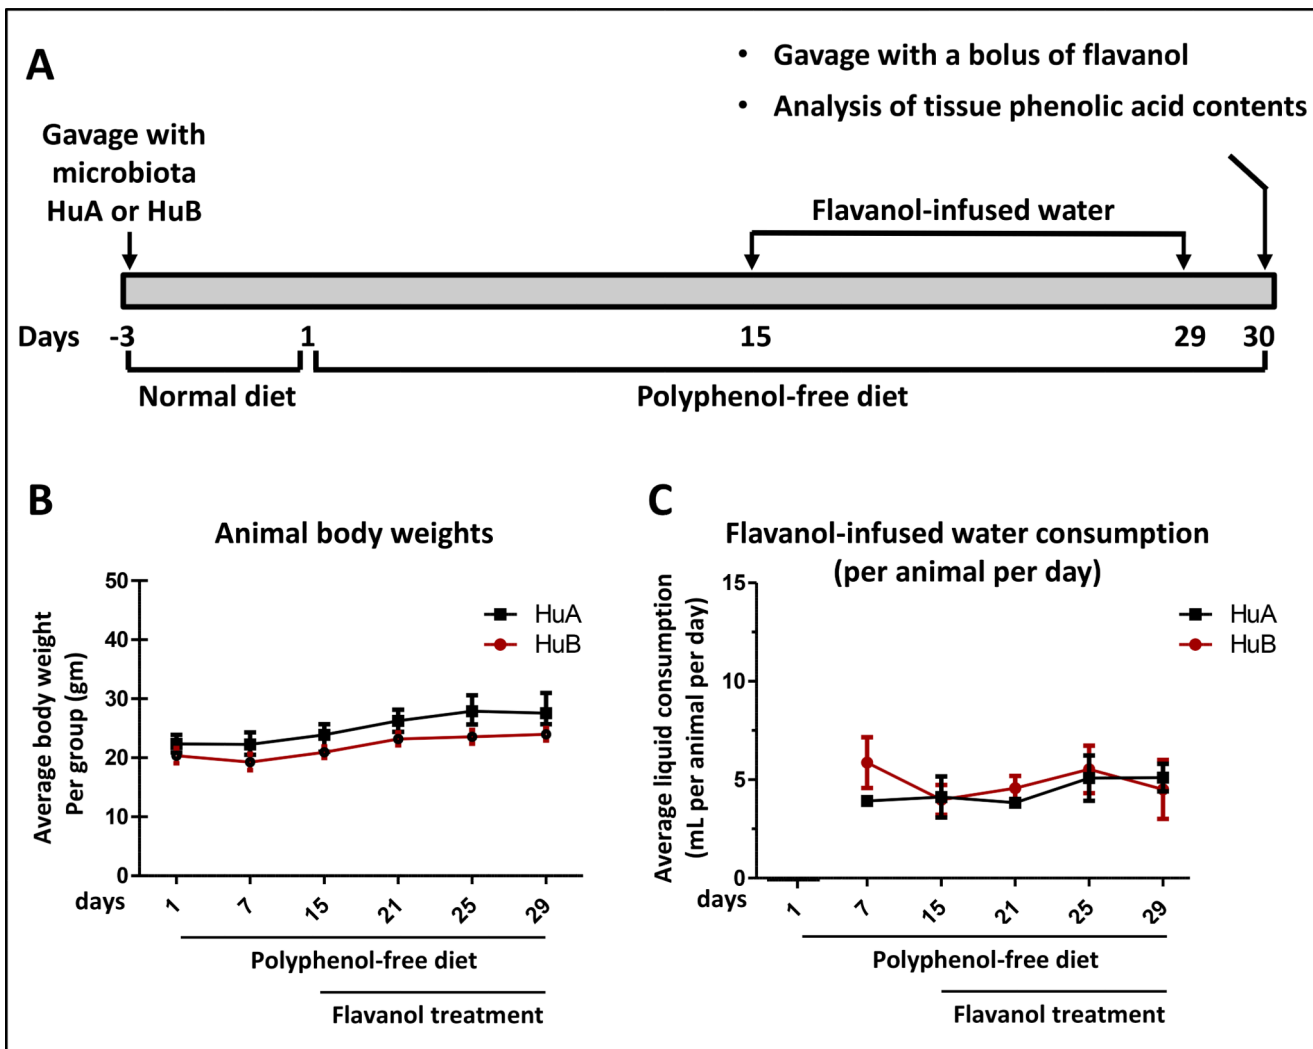 A
• Gavage with a bolus of flavanol
• Analysis of tissue phenolic acid contents
Gavage with
microbiota
HuA or HuB
Flavanol-infused water
Days -3 1 15 29 30
Normal diet
Polyphenol-free diet
B
Animal body weights
Average body weight
Per group (gm)
50
40
30
20
10
0
HuA
HuB
days 1 7 15 21 25 29
Polyphenol-free diet
Flavanol treatment
C
Flavanol-infused water consumption
(per animal per day)
Average liquid consumption
(mL per animal per day)
15
10
5
0
HuA
HuB
days 1 7 15 21 25 29
Polyphenol-free diet
Flavanol treatment